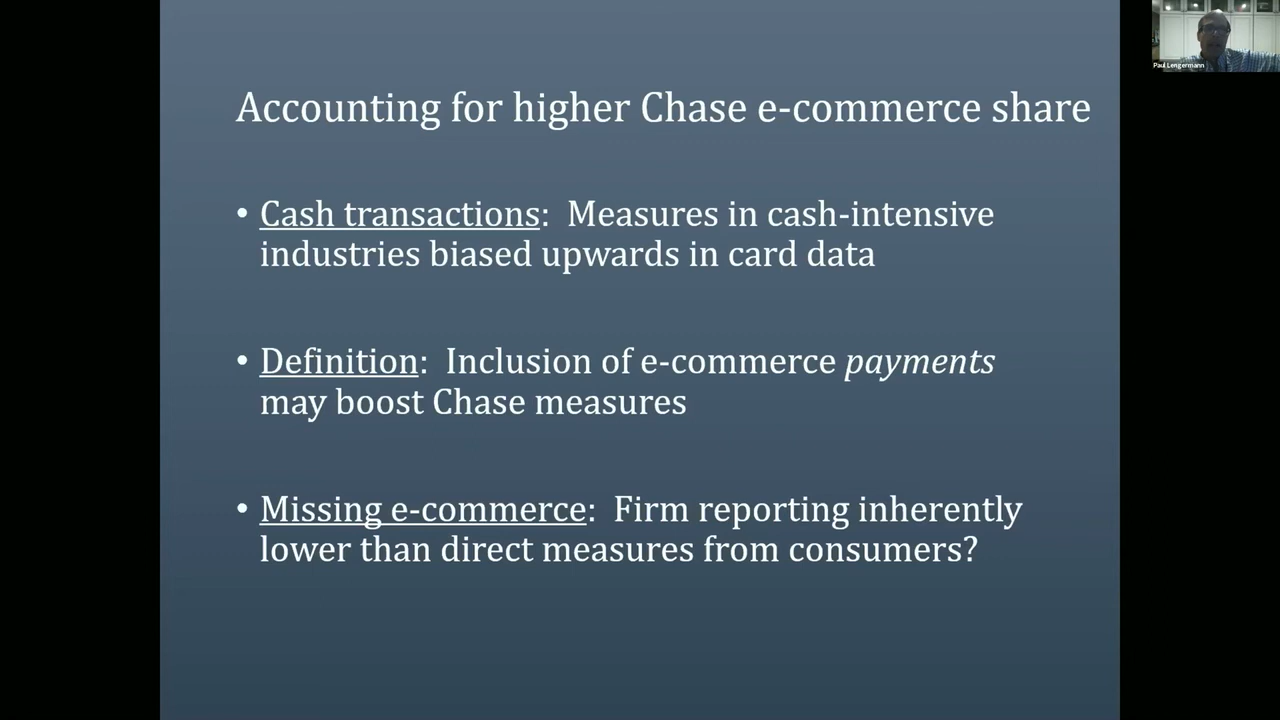 Accounting for higher Chase e-commerce share
• Cash transactions:  Measures in cash-intensive
industries biased upwards in card data
• Definition:  Inclusion of e-commerce payments
may boost Chase measures
• Missing e-commerce:  Firm reporting inherently
lower than direct measures from consumers?
Paul Lengermann